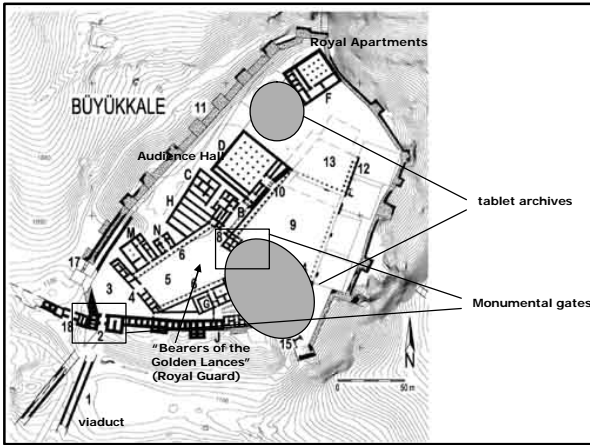 Royal Apartments
BÜYÜKKALE
11
F
Audience Hall
D
13
12
C
10
H
B
tablet archives
9
M
N
8
6
17
5
6
3
4
G
Monumental gates
18
2
J
"Bearers of the
Golden Lances"
(Royal Guard)
15
N
1
0
50 m
viaduct